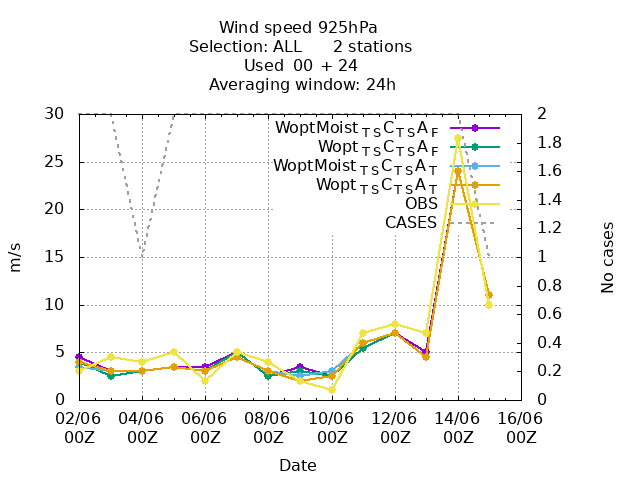 Wind speed 925hPa
Selection: ALL 2 stations
Used 00 + 24
Averaging window: 24h
30
25
20
15
10
5
0
m/s
2
1.8
1.6
1.4
1.2
1
0.8
0.6
0.4
0.2
0
No cases
WoptMoist TS C TS A F
Wopt TS C TS A F
WoptMoist TS C TS A T
Wopt TS C TS A T
OBS
CASES
02/06 04/06 06/06 08/06 10/06 12/06 14/06 16/06
00Z 00Z 00Z 00Z 00Z 00Z 00Z 00Z
Date